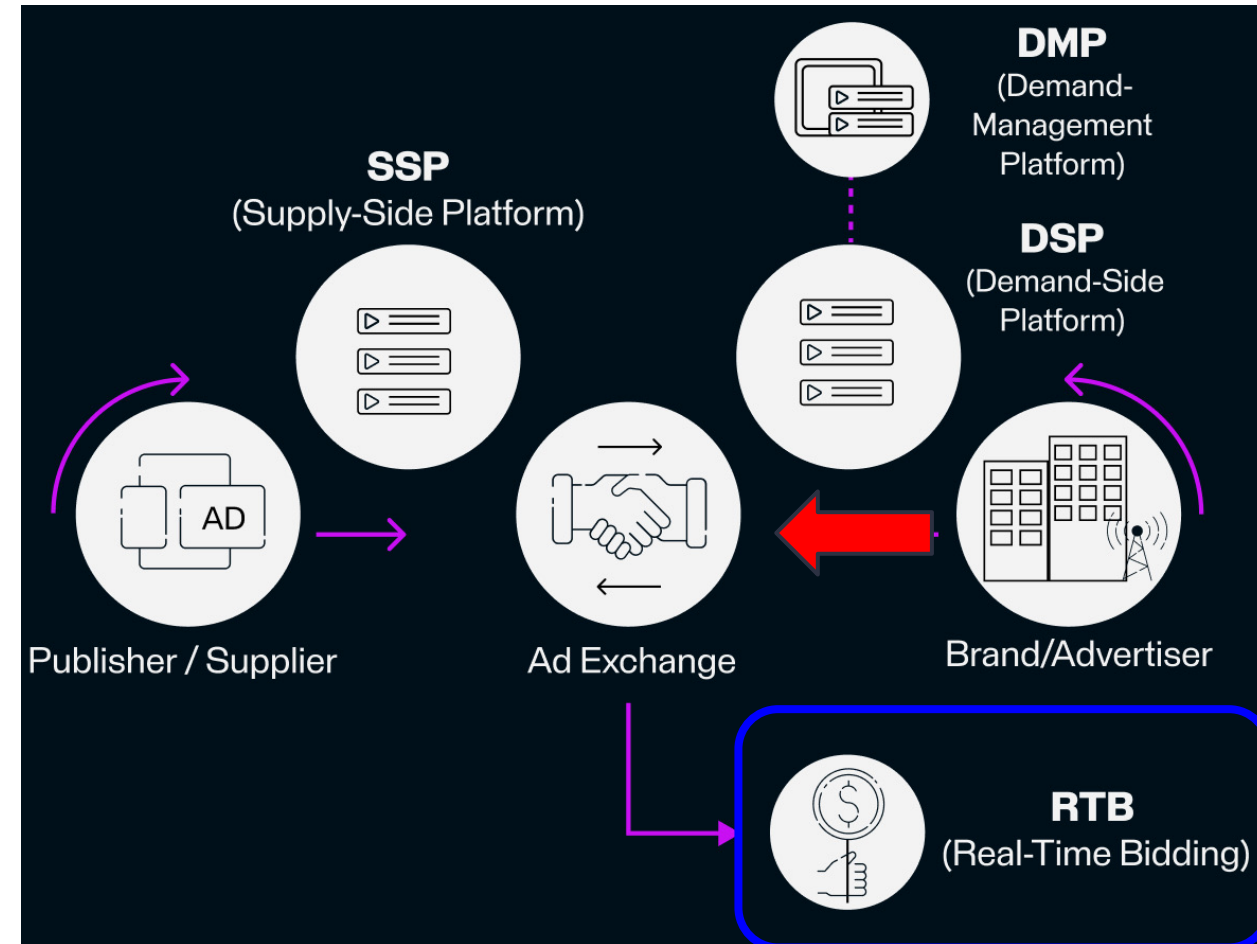 DMP
(Demand-
Management
Platform)
SSP
(Supply-Side Platform)
DSP
(Demand-Side
Platform)
AD
Publisher / Supplier
Ad Exchange
Brand/Advertiser
$
RTB
(Real-Time Bidding)